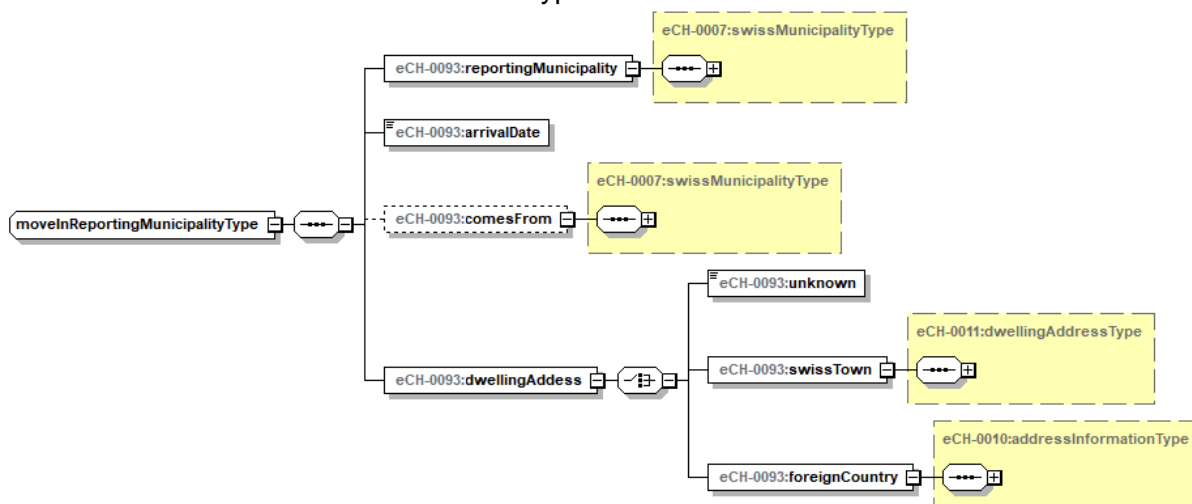 eCH-0007:swissMunicipalityType
eCH-0093:reportingMunicipality
eCH-0093:arrivalDate
eCH-0007:swissMunicipalityType
moveInReportingMunicipalityType
eCH-0093:comesFrom
eCH-0093:unknown
eCH-0011:dwellingAddressType
eCH-0093:dwellingAddess
eCH-0093:swissTown
eCH-0010:addressInformationType
eCH-0093:foreignCountry